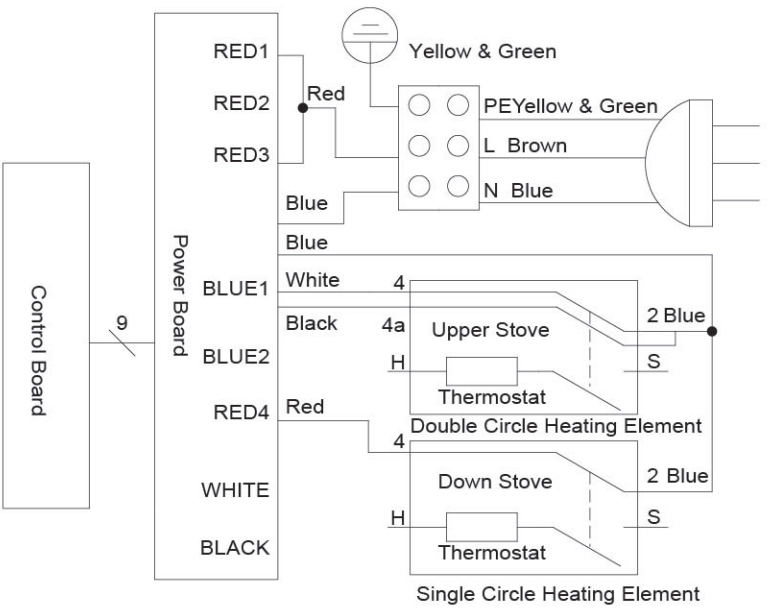 RED1
Yellow & Green
RED2
Red
PEYellow & Green
RED3
L Brown
Blue
N Blue
Blue
Power Board
BLUE1
White
4
2 Blue
Control Board
9
Black
4a
Upper Stove
BLUE2
H
S
Thermostat
RED4
Red
Double Circle Heating Element
4
Down Stove
2 Blue
WHITE
H
S
BLACK
Thermostat
Single Circle Heating Element